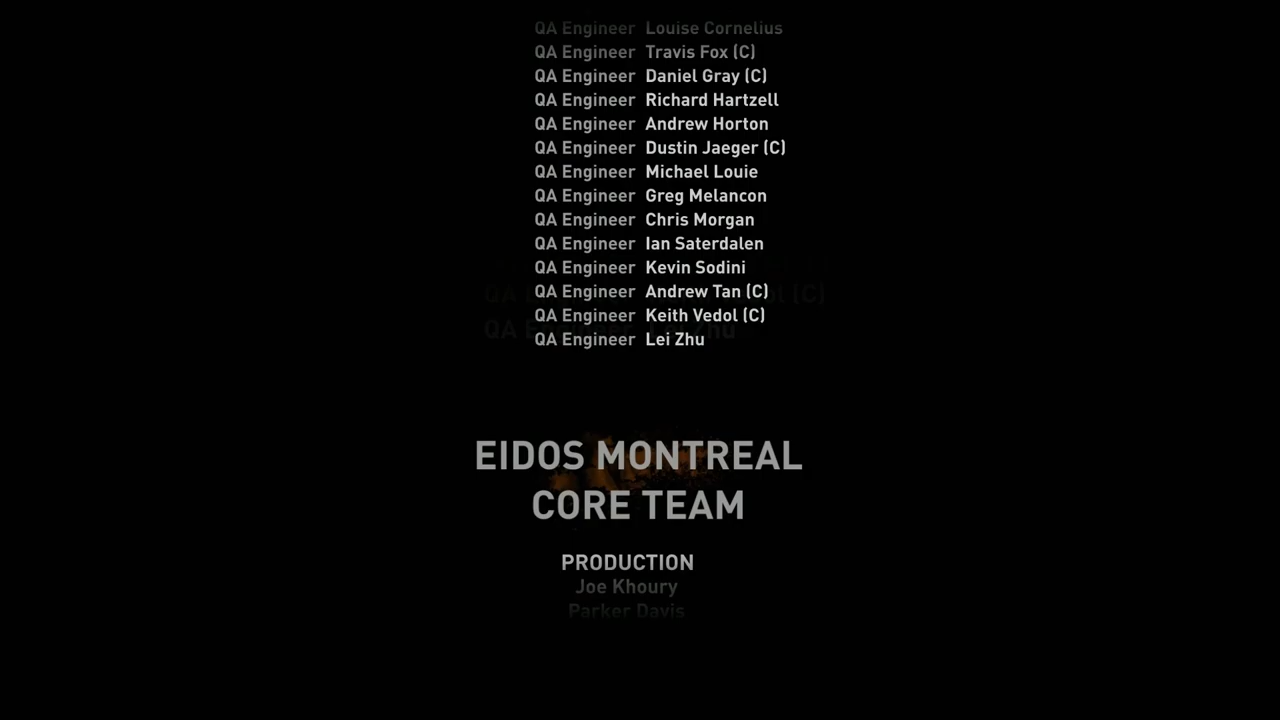 QA Engineer Louise Cornelius
QA Engineer Travis Fox (C)
QA Engineer Daniel Gray (C)
QA Engineer Richard Hartzell
QA Engineer Andrew Horton
QA Engineer Dustin Jaeger (C)
QA Engineer Michael Louie
QA Engineer Greg Melancon
QA Engineer Chris Morgan
QA Engineer Ian Saterdalen
QA Engineer Kevin Sodini
QA Engineer Andrew Tan (C)
QA Engineer Keith Vedol (C)
QA Engineer Lei Zhu
EIDOS MONTREAL
CORE TEAM
PRODUCTION
Joe Khoury
Parker Davis